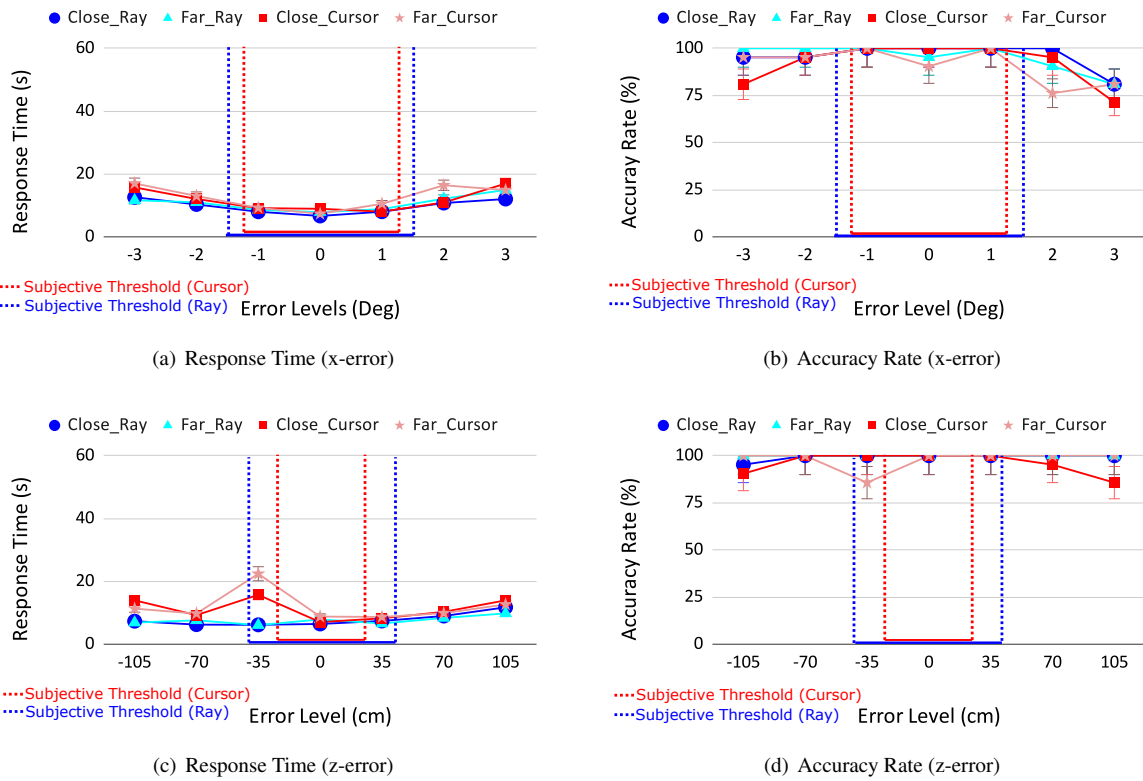 Close_Ray Far_Ray Close_Cursor Far_Cursor
Response Time (s)
60
40
20
0
-3 -2 -1 0 1 2 3
Subjective Threshold (Cursor)
Subjective Threshold (Ray)
Error Levels (Deg)
(a) Response Time (x-error)
Close_Ray Far_Ray Close_Cursor Far_Cursor
Accuray Rate (%)
100
75
50
25
0
-3 -2 -1 0 1 2 3
Subjective Threshold (Cursor)
Subjective Threshold (Ray)
Error Level (Deg)
(b) Accuracy Rate (x-error)
Close_Ray Far_Ray Close_Cursor Far_Cursor
Response Time (s)
60
40
20
0
-105 -70 -35 0 35 70 105
Subjective Threshold (Cursor)
Subjective Threshold (Ray)
Error Level (cm)
(c) Response Time (z-error)
Close_Ray Far_Ray Close_Cursor Far_Cursor
Accuracy Rate (%)
100
75
50
25
0
-105 -70 -35 0 35 70 105
Subjective Threshold (Cursor)
Subjective Threshold (Ray)
Error Level (cm)
(d) Accuracy Rate (z-error)